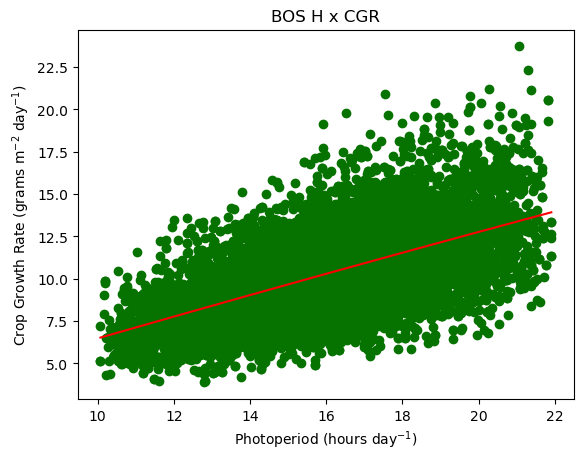 BOS H x CGR
Crop Growth Rate (grams m⁻² day⁻¹)
22.5
20.0
17.5
15.0
12.5
10.0
7.5
5.0
10 12 14 16 18 20 22
Photoperiod (hours day⁻¹)